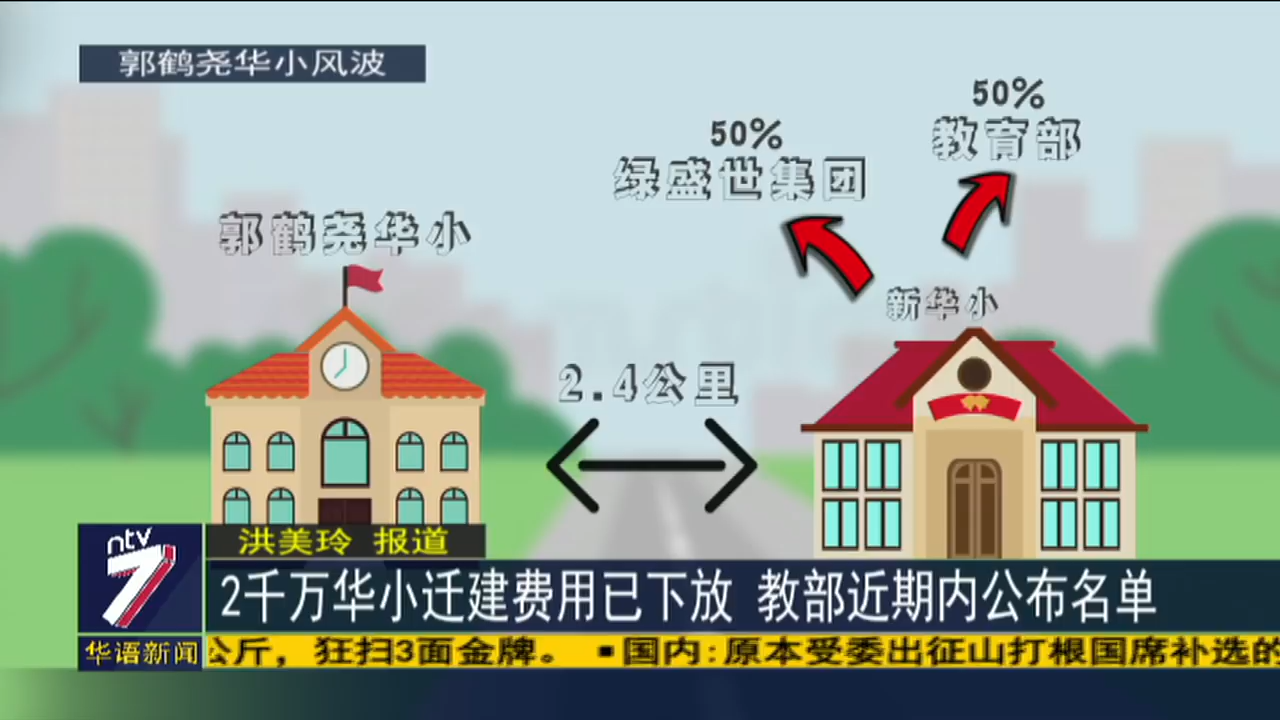 郭鹤尧华小风波
50%
教育部
50%
绿盛世集团
郭鹤尧华小
新华小
2.4公里
ntv
7
洪美玲 报道
2千万华小迁建费用已下放 教部近期内公布名单
华语新闻
公斤，狂扫3面金牌。 ■国内:原本受委出征山打根国席补选的